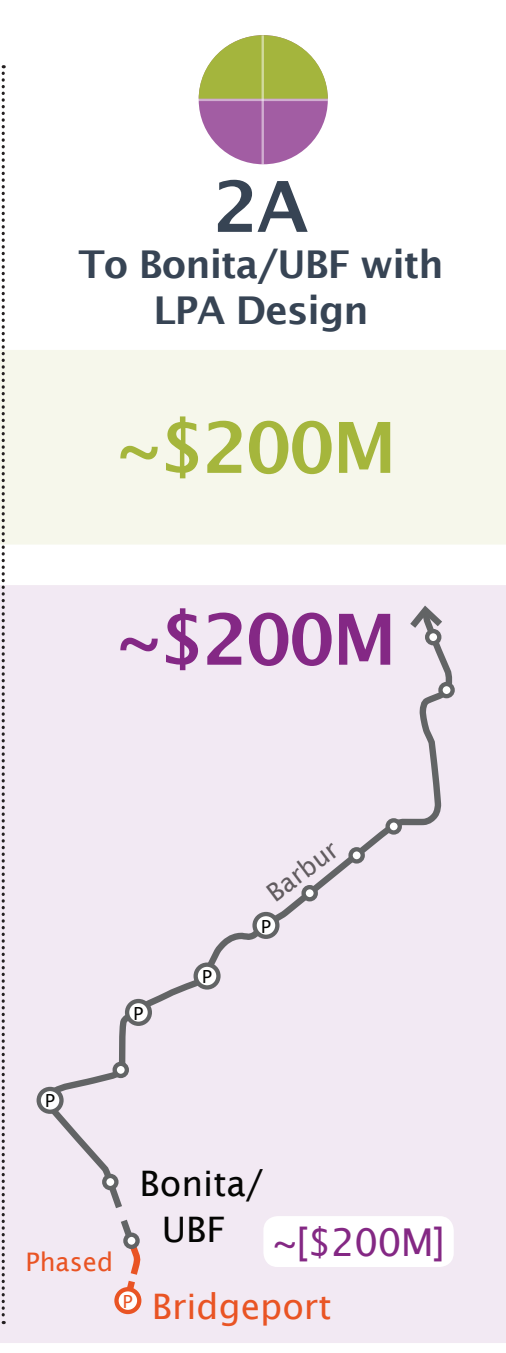 2A
To Bonita/UBF with
LPA Design
~$200M
~$200M
Barbur
P
P
P
P
Bonita/
UBF
~[$200M]
Phased
P
Bridgeport